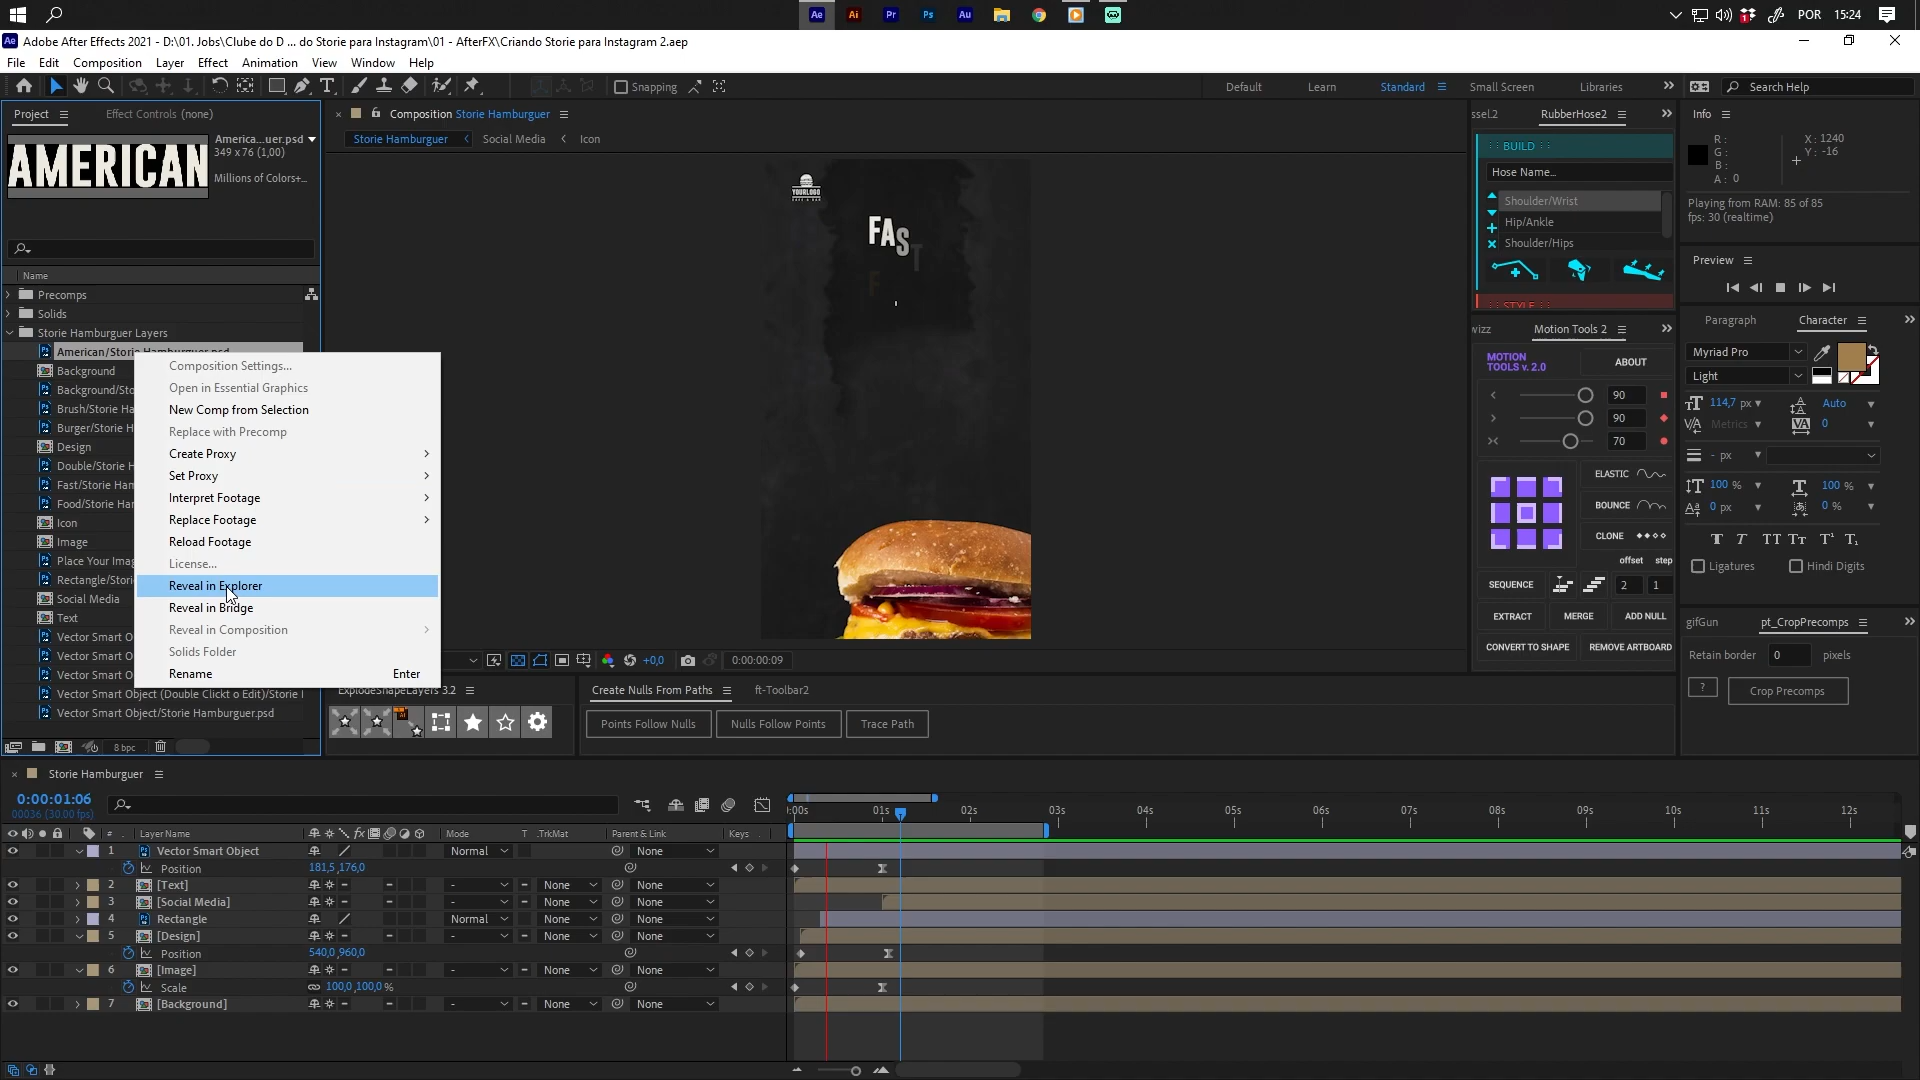 POR
15:24
Adobe After Effects 2021 - D:\01. Jobs\Clube do D ... do Storie para Instagram\01 - AfterFX\Criando Storie para Instagram 2.aep
File Edit Composition Layer Effect Animation View Window Help
Snapping
Default Learn Standard Small Screen Libraries
Search Help
Project
Effect Controls (none)
AMERICAN
America...uer.psd
349 x 76 (1,00)
Millions of Colors+...
Name
Precomps
Solids
Storie Hamburguer Layers
American/Storie Hamburguer.psd
Background
Background/Sto
Brush/Storie Ha
Burger/Storie H
Design
Double/Storie H
Fast/Storie Ham
Food/Storie Ham
Icon
Image
Place Your Imag
Rectangle/Stori
Social Media
Text
Vector Smart O
Vector Smart O
Vector Smart O
Vector Smart Object (Double Clickt o Edit)/Storie
Vector Smart Object/Storie Hamburguer.psd
8 bpc
Composition Settings...
Open in Essential Graphics
New Comp from Selection
Replace with Precomp
Create Proxy
Set Proxy
Interpret Footage
Replace Footage
Reload Footage
License...
Reveal in Explorer
Reveal in Bridge
Reveal in Composition
Solids Folder
Rename Enter
Composition Storie Hamburguer
Storie Hamburguer
Social Media
Icon
YOURLOGO
FAST
F
+0,0
0:00:00:09
ExplodeShapeLayers 3.2
Create Nulls From Paths
ft-Toolbar2
Points Follow Nulls
Nulls Follow Points
Trace Path
ssel.2
RubberHose2
BUILD
Hose Name...
Shoulder/Wrist
Hip/Ankle
Shoulder/Hips
STYLE
wizz
Motion Tools 2
MOTION
TOOLS v. 2.0
ABOUT
90
90
70
ELASTIC
BOUNCE
CLONE
offset step
SEQUENCE
2
1
EXTRACT
MERGE
ADD NULL
CONVERT TO SHAPE
REMOVE ARTBOARD
Info
R :
G :
B :
A : 0
X : 1240
Y : -16
Playing from RAM: 85 of 85
fps: 30 (realtime)
Preview
Paragraph
Character
Myriad Pro
Light
114,7 px
Auto
Metrics
0
- px
100 %
100 %
0 px
0 %
Ligatures
Hindi Digits
gifGun
pt_CropPrecomps
Retain border 0 pixels
?
Crop Precomps
Storie Hamburguer
0:00:01:06
00036 (30.00 fps)
:00s 01s 02s 03s 04s 05s 06s 07s 08s 09s 10s 11s 12s
# Layer Name Mode T .TrkMat Parent & Link Keys
1 Vector Smart Object Normal None
Position 181,5,176,0
2 [Text] - None None
3 [Social Media] - None None
4 Rectangle Normal None None
5 [Design] - None None
Position 540,0,960,0
6 [Image] - None None
Scale 100,0,100,0 %
7 [Background] - None None